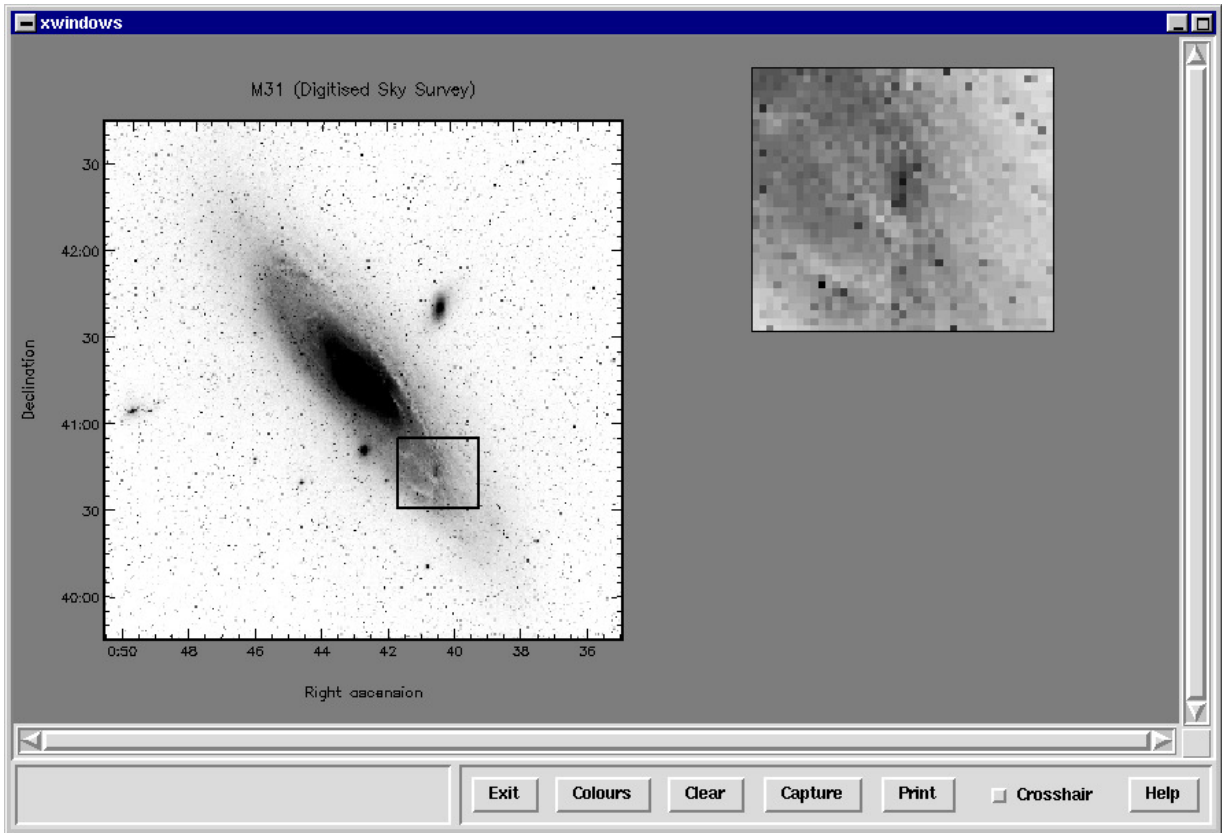 xwindows
M31 (Digitised Sky Survey)
30
42:00
30
41:00
30
40:00
Declination
0:50 48 46 44 42 40 38 36
Right ascension
Exit Colours Clear Capture Print Crosshair Help